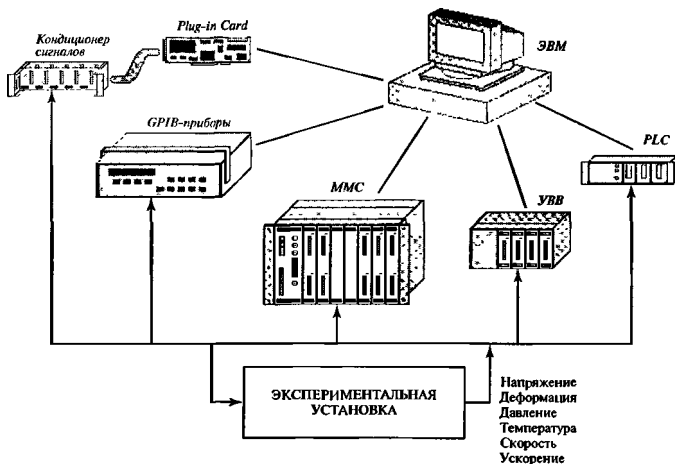 Plug-in Card
Кондиционер
сигналов
ЭВМ
GPIB-приборы
PLC
ММС
УВВ
ЭКСПЕРИМЕНТАЛЬНАЯ
УСТАНОВКА
Напряжение
Деформация
Давление
Температура
Скорость
Ускорение